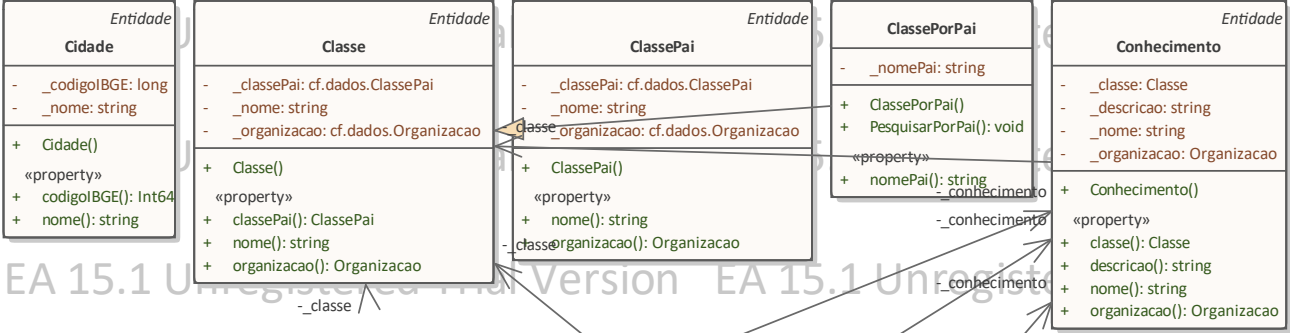 Entidade
Cidade
- _codigoIBGE: long
- _nome: string
+ Cidade()
«property»
+ codigoIBGE(): Int64
+ nome(): string
Entidade
Classe
- _classePai: cf.dados.ClassePai
- _nome: string
- _organizacao: cf.dados.Organizacao
+ Classe()
«property»
+ classePai(): ClassePai
+ nome(): string
+ organizacao(): Organizacao
-_classe
Entidade
ClassePai
- _classePai: cf.dados.ClassePai
- _nome: string
-_classe
_organizacao: cf.dados.Organizacao
+ ClassePai()
«property»
+ nome(): string
-_classe
organizacao(): Organizacao
ClassePorPai
- _nomePai: string
+ ClassePorPai()
+ PesquisarPorPai(): void
«property»
+ nomePai(): string
-_conhecimento
-_conhecimento
-_conhecimento
Entidade
Conhecimento
- _classe: Classe
- _descricao: string
- _nome: string
- _organizacao: Organizacao
+ Conhecimento()
«property»
+ classe(): Classe
+ descricao(): string
+ nome(): string
+ organizacao(): Organizacao
EA 15.1 Unregistered Trial Version EA 15.1 Unregiste